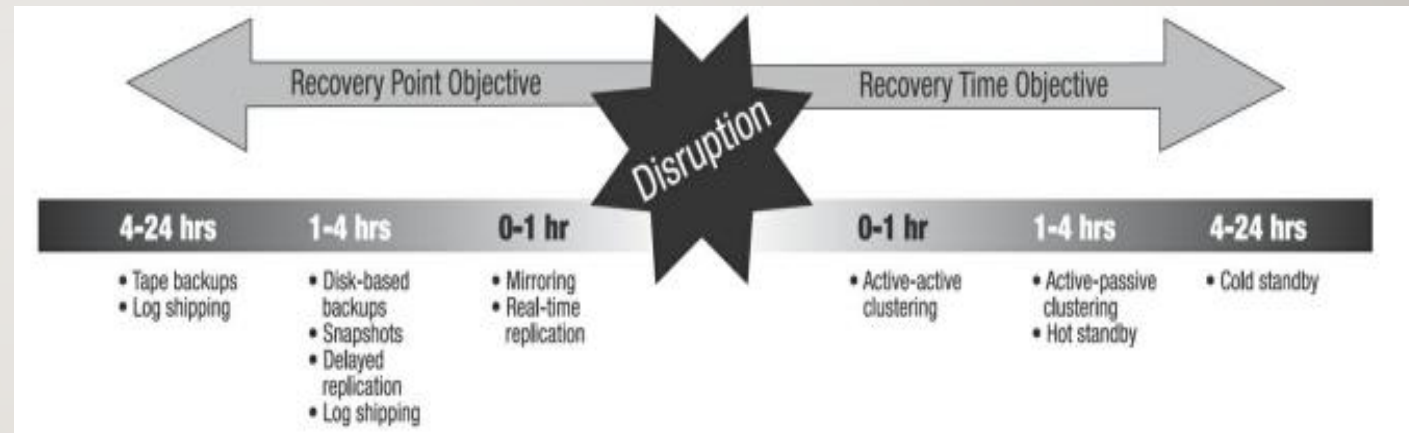 Recovery Point Objective
Disruption
Recovery Time Objective
4-24 hrs
• Tape backups
• Log shipping
1-4 hrs
• Disk-based
backups
• Snapshots
• Delayed
replication
• Log shipping
0-1 hr
• Mirroring
• Real-time
replication
0-1 hr
• Active-active
clustering
1-4 hrs
• Active-passive
clustering
• Hot standby
4-24 hrs
• Cold standby